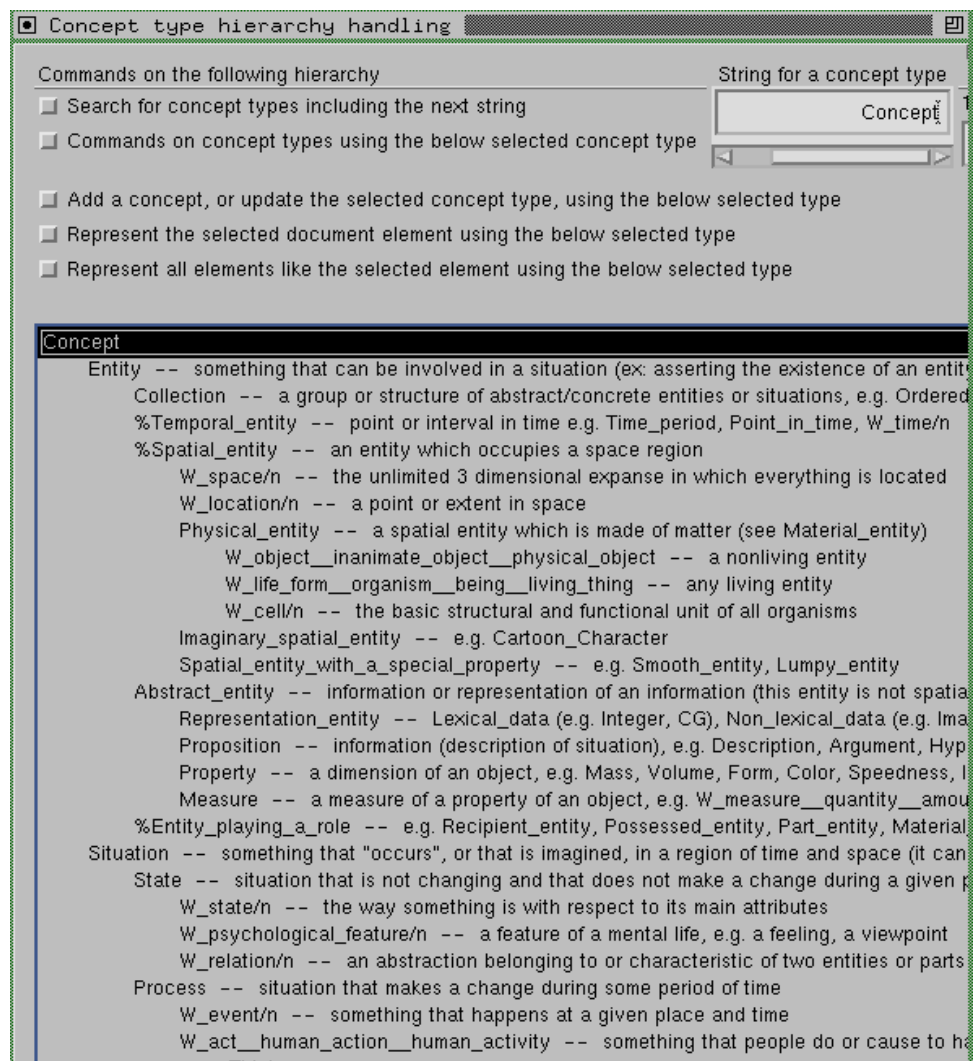 Concept type hierarchy handling
Commands on the following hierarchy
String for a concept type
Search for concept types including the next string
Concept
Commands on concept types using the below selected concept type
Add a concept, or update the selected concept type, using the below selected type
Represent the selected document element using the below selected type
Represent all elements like the selected element using the below selected type
Concept
Entity -- something that can be involved in a situation (ex: asserting the existence of an entity
Collection -- a group or structure of abstract/concrete entities or situations, e.g. Ordered
%Temporal_entity -- point or interval in time e.g. Time_period, Point_in_time, W_time/n
%Spatial_entity -- an entity which occupies a space region
W_space/n -- the unlimited 3 dimensional expanse in which everything is located
W_location/n -- a point or extent in space
Physical_entity -- a spatial entity which is made of matter (see Material_entity)
W_object__inanimate_object__physical_object -- a nonliving entity
W_life_form__organism__being__living_thing -- any living entity
W_cell/n -- the basic structural and functional unit of all organisms
Imaginary_spatial_entity -- e.g. Cartoon_Character
Spatial_entity_with_a_special_property -- e.g. Smooth_entity, Lumpy_entity
Abstract_entity -- information or representation of an information (this entity is not spatia
Representation_entity -- Lexical_data (e.g. Integer, CG), Non_lexical_data (e.g. Ima
Proposition -- information (description of situation), e.g. Description, Argument, Hyp
Property -- a dimension of an object, e.g. Mass, Volume, Form, Color, Speedness,
Measure -- a measure of a property of an object, e.g. W_measure__quantity__amou
%Entity_playing_a_role -- e.g. Recipient_entity, Possessed_entity, Part_entity, Material
Situation -- something that "occurs", or that is imagined, in a region of time and space (it can
State -- situation that is not changing and that does not make a change during a given p
W_state/n -- the way something is with respect to its main attributes
W_psychological_feature/n -- a feature of a mental life, e.g. a feeling, a viewpoint
W_relation/n -- an abstraction belonging to or characteristic of two entities or parts
Process -- situation that makes a change during some period of time
W_event/n -- something that happens at a given place and time
W_act__human_action__human_activity -- something that people do or cause to ha